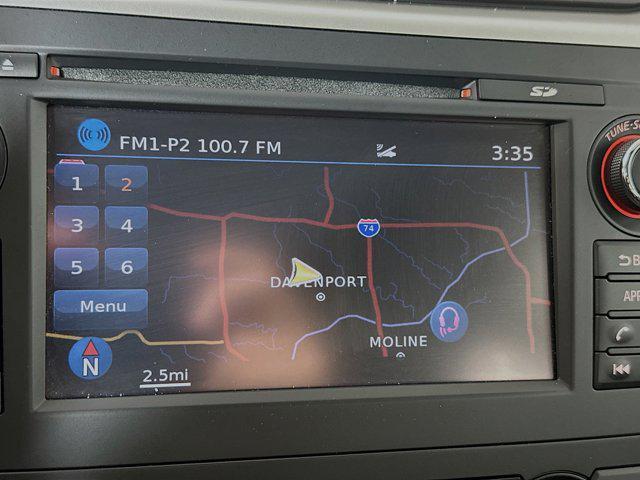 SD
TUNE·S
FM1-P2 100.7 FM
3:35
1 2
3 4
5 6
Menu
74
DAVENPORT
MOLINE
N
2.5mi
B
APP